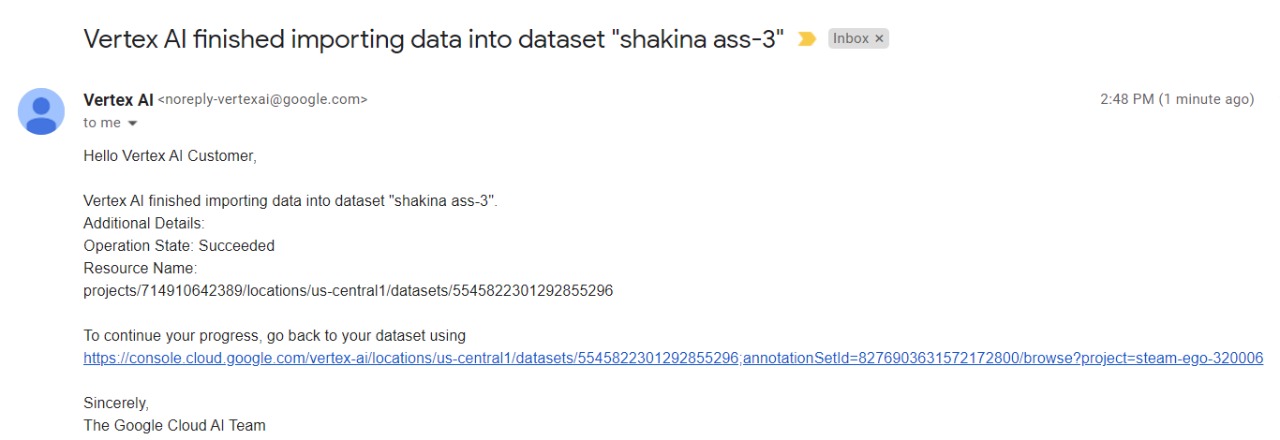 Vertex AI finished importing data into dataset "shakina ass-3" Inbox ×
Vertex AI <noreply-vertexai@google.com> 2:48 PM (1 minute ago)
to me
Hello Vertex AI Customer,
Vertex AI finished importing data into dataset "shakina ass-3".
Additional Details:
Operation State: Succeeded
Resource Name:
projects/714910642389/locations/us-central1/datasets/5545822301292855296
To continue your progress, go back to your dataset using
https://console.cloud.google.com/vertex-ai/locations/us-central1/datasets/5545822301292855296;annotationSetId=8276903631572172800/browse?project=steam-ego-320006
Sincerely,
The Google Cloud AI Team